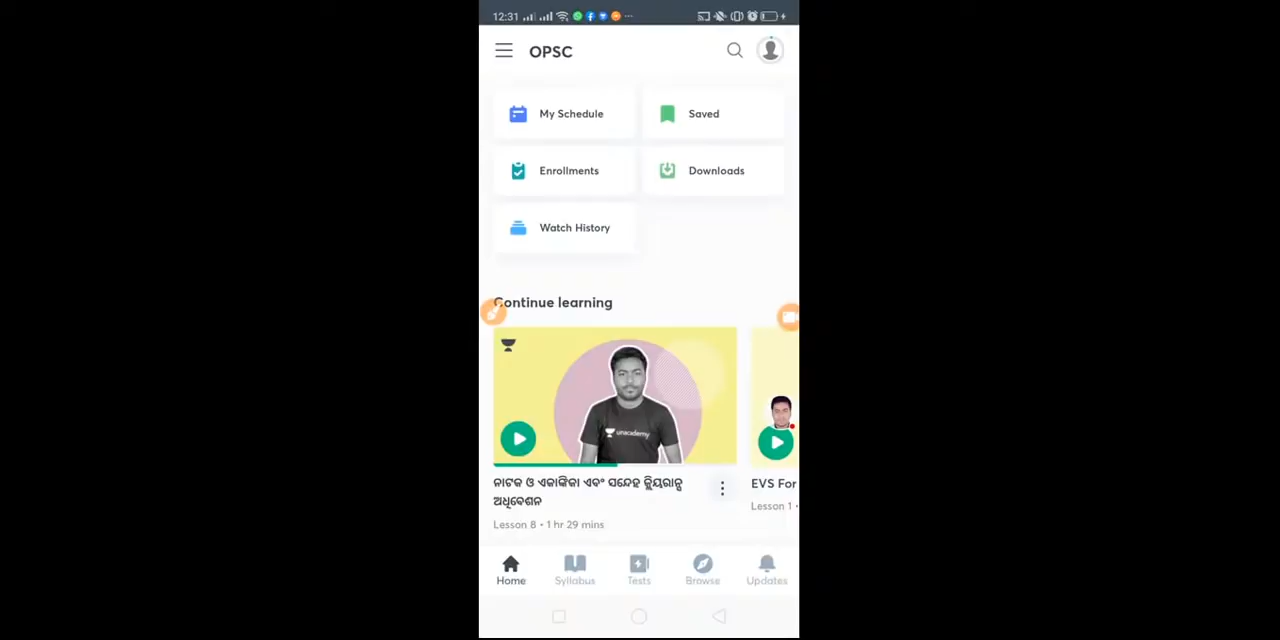 12:31
OPSC
My Schedule
Saved
Enrollments
Downloads
Watch History
Continue learning
unacademy
ନାଟକ ଓ ଏକାଙ୍କିକା ଏବଂ ସନ୍ଦେହ କ୍ଲିୟରାନ୍ସ
ଅଧିବେଶନ
Lesson 8 • 1 hr 29 mins
EVS For
Lesson 1 •
Home
Syllabus
Tests
Browse
Updates